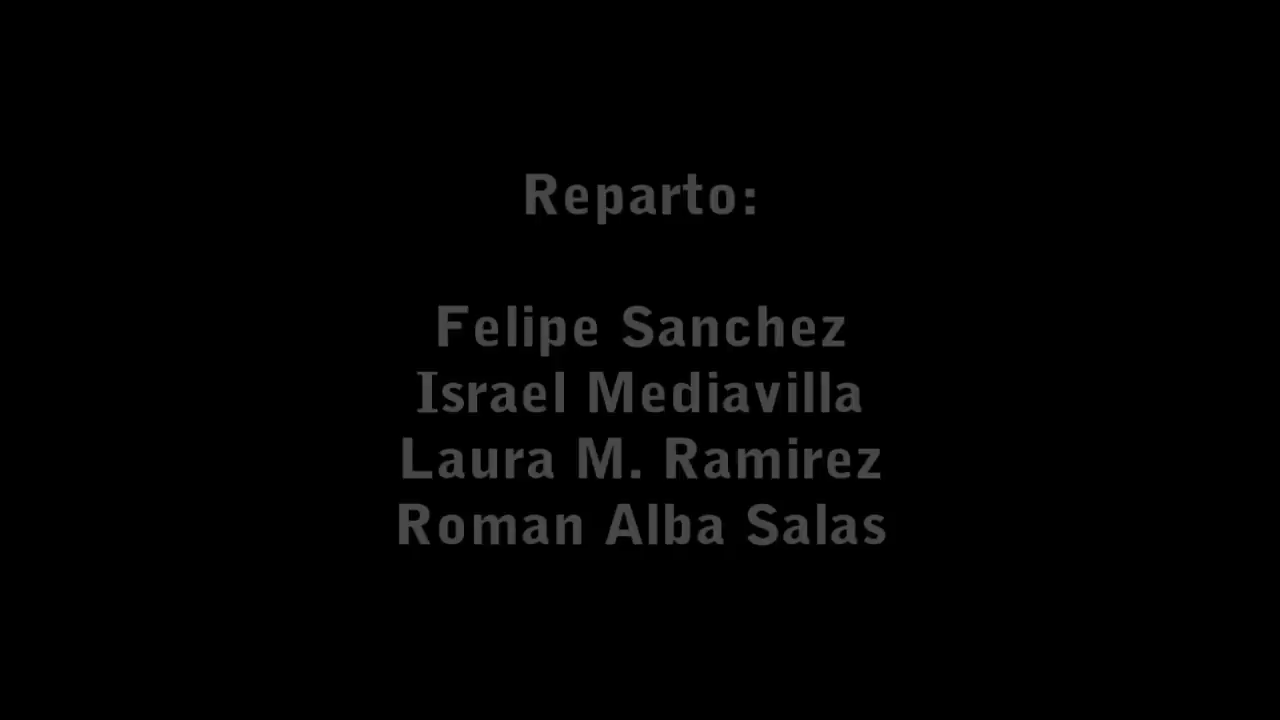 Reparto:
Felipe Sanchez
Israel Mediavilla
Laura M. Ramirez
Roman Alba Salas